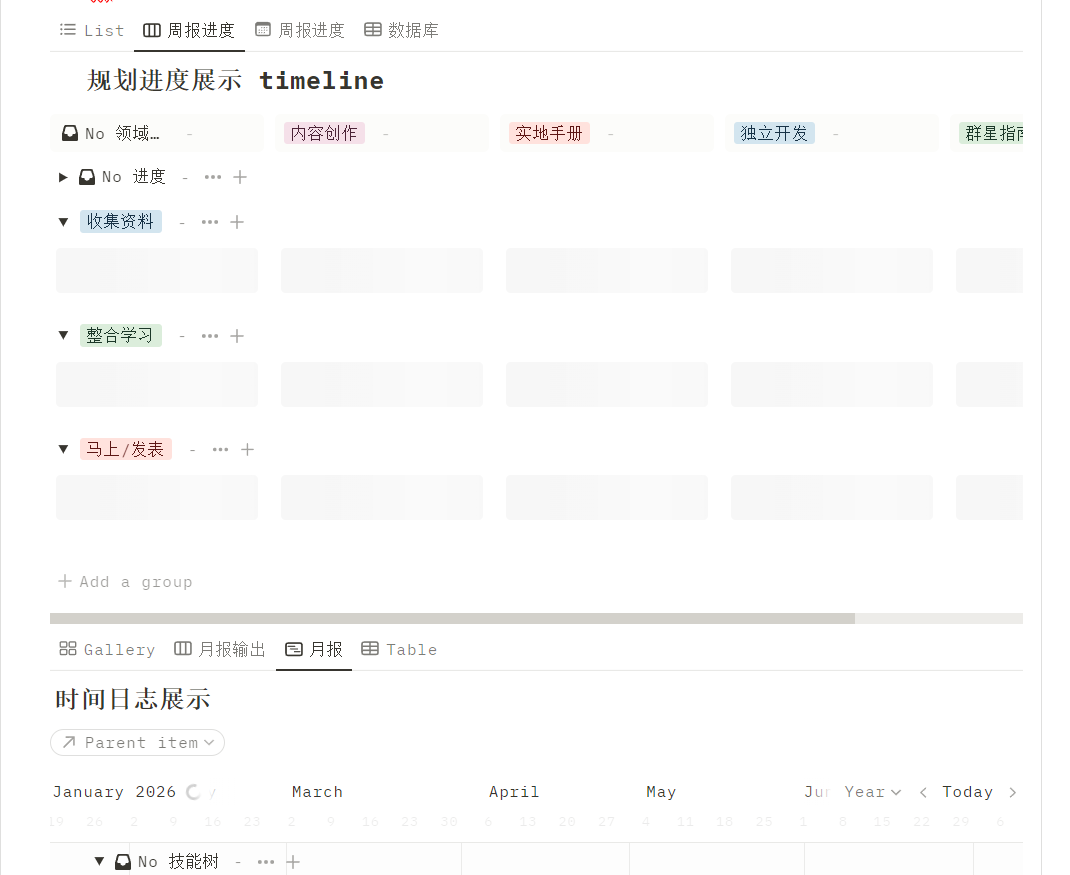 List 周报进度 周报进度 数据库
规划进度展示 timeline
No 领域… - 内容创作 - 实地手册 - 独立开发 - 群星指南
No 进度 -
收集资料 -
整合学习 -
马上/发表 -
Add a group
Gallery 月报输出 月报 Table
时间日志展示
Parent item
January 2026 March April May Jun Year Today
19 26 2 9 16 23 2 9 16 23 30 6 13 20 27 4 11 18 25 1 8 15 22 29 6
No 技能树 -